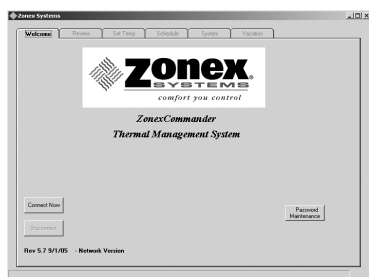 Zonex Systems
Welcome Review Set Temp Schedule System Vacation
ZONEX®
SYSTEMS
comfort you control
ZonexCommander
Thermal Management System
Connect Now
Password
Maintenance
Disconnect
Rev 5.7 9/1/05 - Network Version